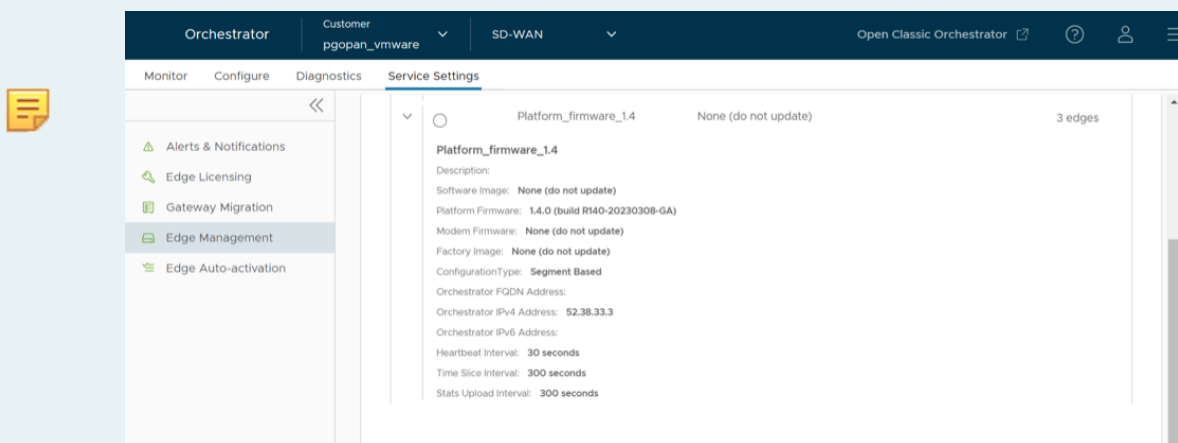 Orchestrator
Customer
pgopan_vmware
SD-WAN
Open Classic Orchestrator
Monitor Configure Diagnostics Service Settings
Platform_firmware_1.4 None (do not update) 3 edges
Alerts & Notifications
Edge Licensing
Gateway Migration
Edge Management
Edge Auto-activation
Platform_firmware_1.4
Description:
Software Image: None (do not update)
Platform Firmware: 1.4.0 (build R140-20230308-GA)
Modem Firmware: None (do not update)
Factory Image: None (do not update)
ConfigurationType: Segment Based
Orchestrator FQDN Address:
Orchestrator IPv4 Address: 52.38.33.3
Orchestrator IPv6 Address:
Heartbeat Interval: 30 seconds
Time Slice Interval: 300 seconds
Stats Upload Interval: 300 seconds